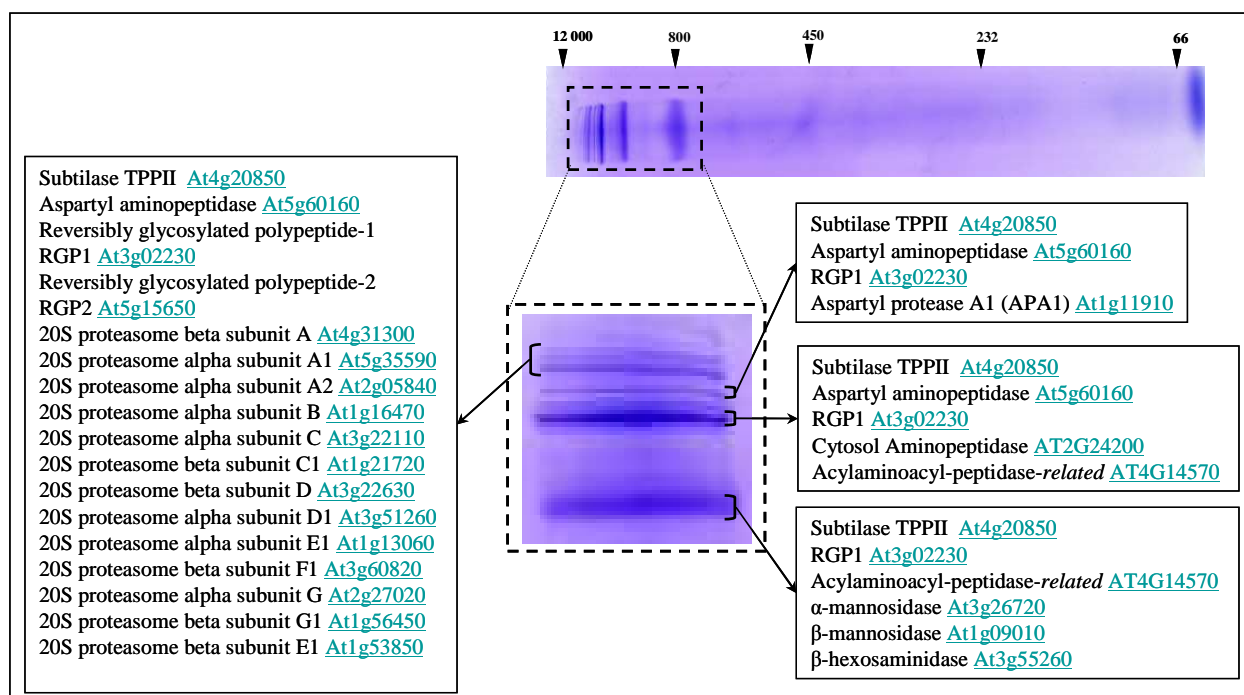 12 000
800
450
232
66
Subtilase TPPII At4g20850
Aspartyl aminopeptidase At5g60160
Reversibly glycosylated polypeptide-1
RGP1 At3g02230
Reversibly glycosylated polypeptide-2
RGP2 At5g15650
20S proteasome beta subunit A At4g31300
20S proteasome alpha subunit A1 At5g35590
20S proteasome alpha subunit A2 At2g05840
20S proteasome alpha subunit B At1g16470
20S proteasome alpha subunit C At3g22110
20S proteasome beta subunit C1 At1g21720
20S proteasome beta subunit D At3g22630
20S proteasome alpha subunit D1 At3g51260
20S proteasome alpha subunit E1 At1g13060
20S proteasome beta subunit F1 At3g60820
20S proteasome alpha subunit G At2g27020
20S proteasome beta subunit G1 At1g56450
20S proteasome beta subunit E1 At1g53850
Subtilase TPPII At4g20850
Aspartyl aminopeptidase At5g60160
RGP1 At3g02230
Aspartyl protease A1 (APA1) At1g11910
Subtilase TPPII At4g20850
Aspartyl aminopeptidase At5g60160
RGP1 At3g02230
Cytosol Aminopeptidase AT2G24200
Acylaminoacyl-peptidase-related AT4G14570
Subtilase TPPII At4g20850
RGP1 At3g02230
Acylaminoacyl-peptidase-related AT4G14570
α-mannosidase At3g26720
β-mannosidase At1g09010
β-hexosaminidase At3g55260